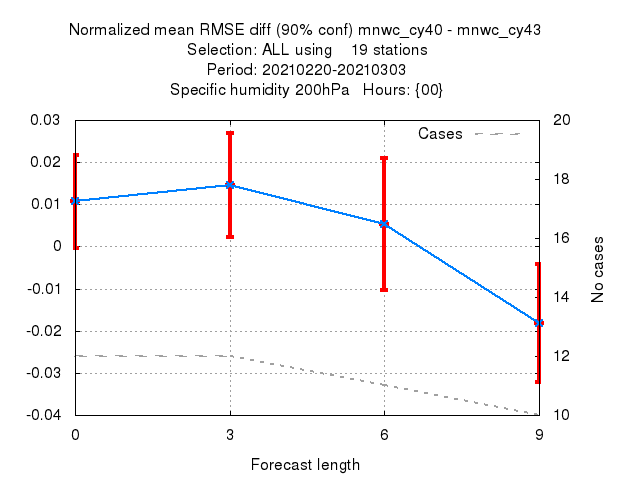 Normalized mean RMSE diff (90% conf) mnwc_cy40 - mnwc_cy43
Selection: ALL using 19 stations
Period: 20210220-20210303
Specific humidity 200hPa Hours: {00}
Cases
0.03
0.02
0.01
0
-0.01
-0.02
-0.03
-0.04
20
18
16
14
12
10
No cases
0 3 6 9
Forecast length